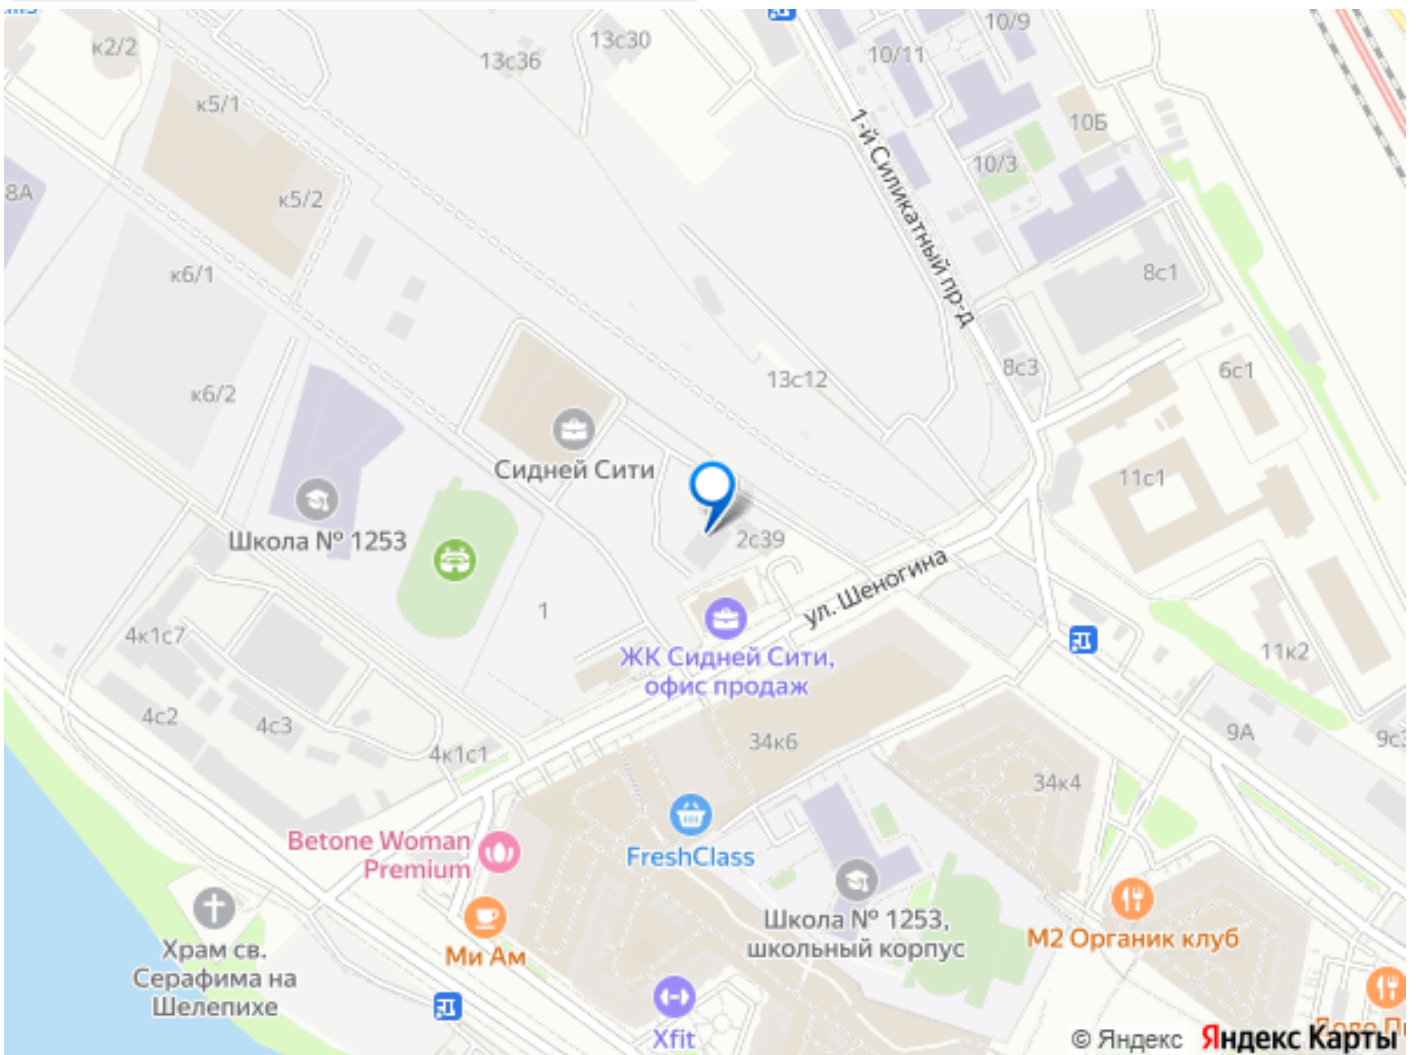 к2/2
13с36
13с30
10/9
10/11
к5/1
10Б
1-й Силикатный пр-д
10/3
8А
к5/2
к6/1
8с1
13с12
8с3
6с1
к6/2
Сидней Сити
11с1
Школа № 1253
2с39
ул. Шеногина
1
4к1с7
ЖК Сидней Сити,
офис продаж
11к2
4с2
4с3
4к1с1
34к6
9А
9с3
34к4
Betone Woman
Premium
FreshClass
Школа № 1253,
школьный корпус
М2 Органик клуб
Храм св.
Серафима на
Шелепихе
Ми Ам
Xfit
© Яндекс Яндекс Карты